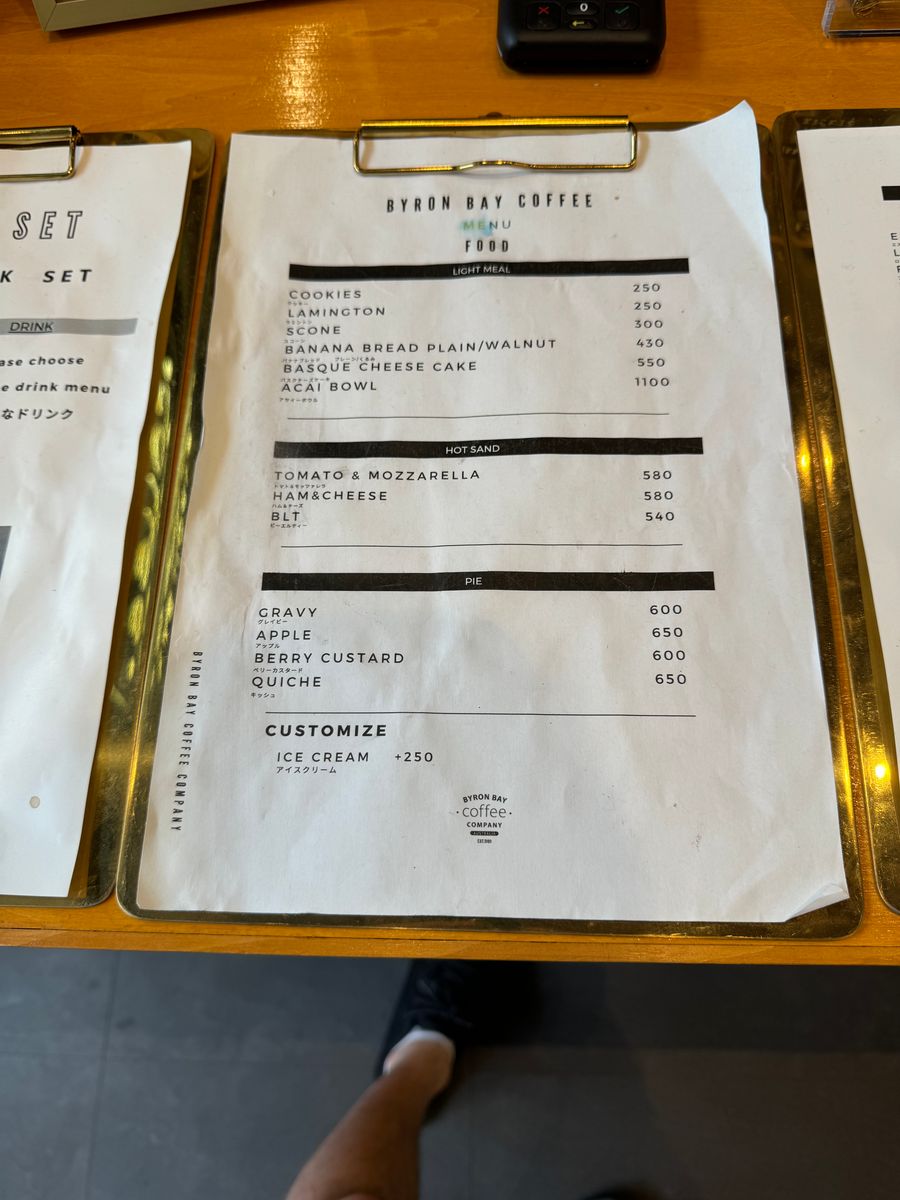 SET
K SET
DRINK
ase choose
e drink menu
なドリンク
BYRON BAY COFFEE
MENU
FOOD
LIGHT MEAL
COOKIES 250
クッキー
LAMINGTON 250
ラミントン
SCONE 300
スコーン
BANANA BREAD PLAIN/WALNUT 430
バナナブレッド プレーン/くるみ
BASQUE CHEESE CAKE 550
バスクチーズケーキ
ACAI BOWL 1100
アサイーボウル
HOT SAND
TOMATO & MOZZARELLA 580
トマト&モッツァレラ
HAM&CHEESE 580
ハム&チーズ
BLT 540
ビーエルティー
PIE
GRAVY 600
グレイビー
APPLE 650
アップル
BERRY CUSTARD 600
ベリーカスタード
QUICHE 650
キッシュ
CUSTOMIZE
ICE CREAM +250
アイスクリーム
BYRON BAY
coffee
COMPANY
AUSTRALIA
BYRON BAY COFFEE COMPANY
0